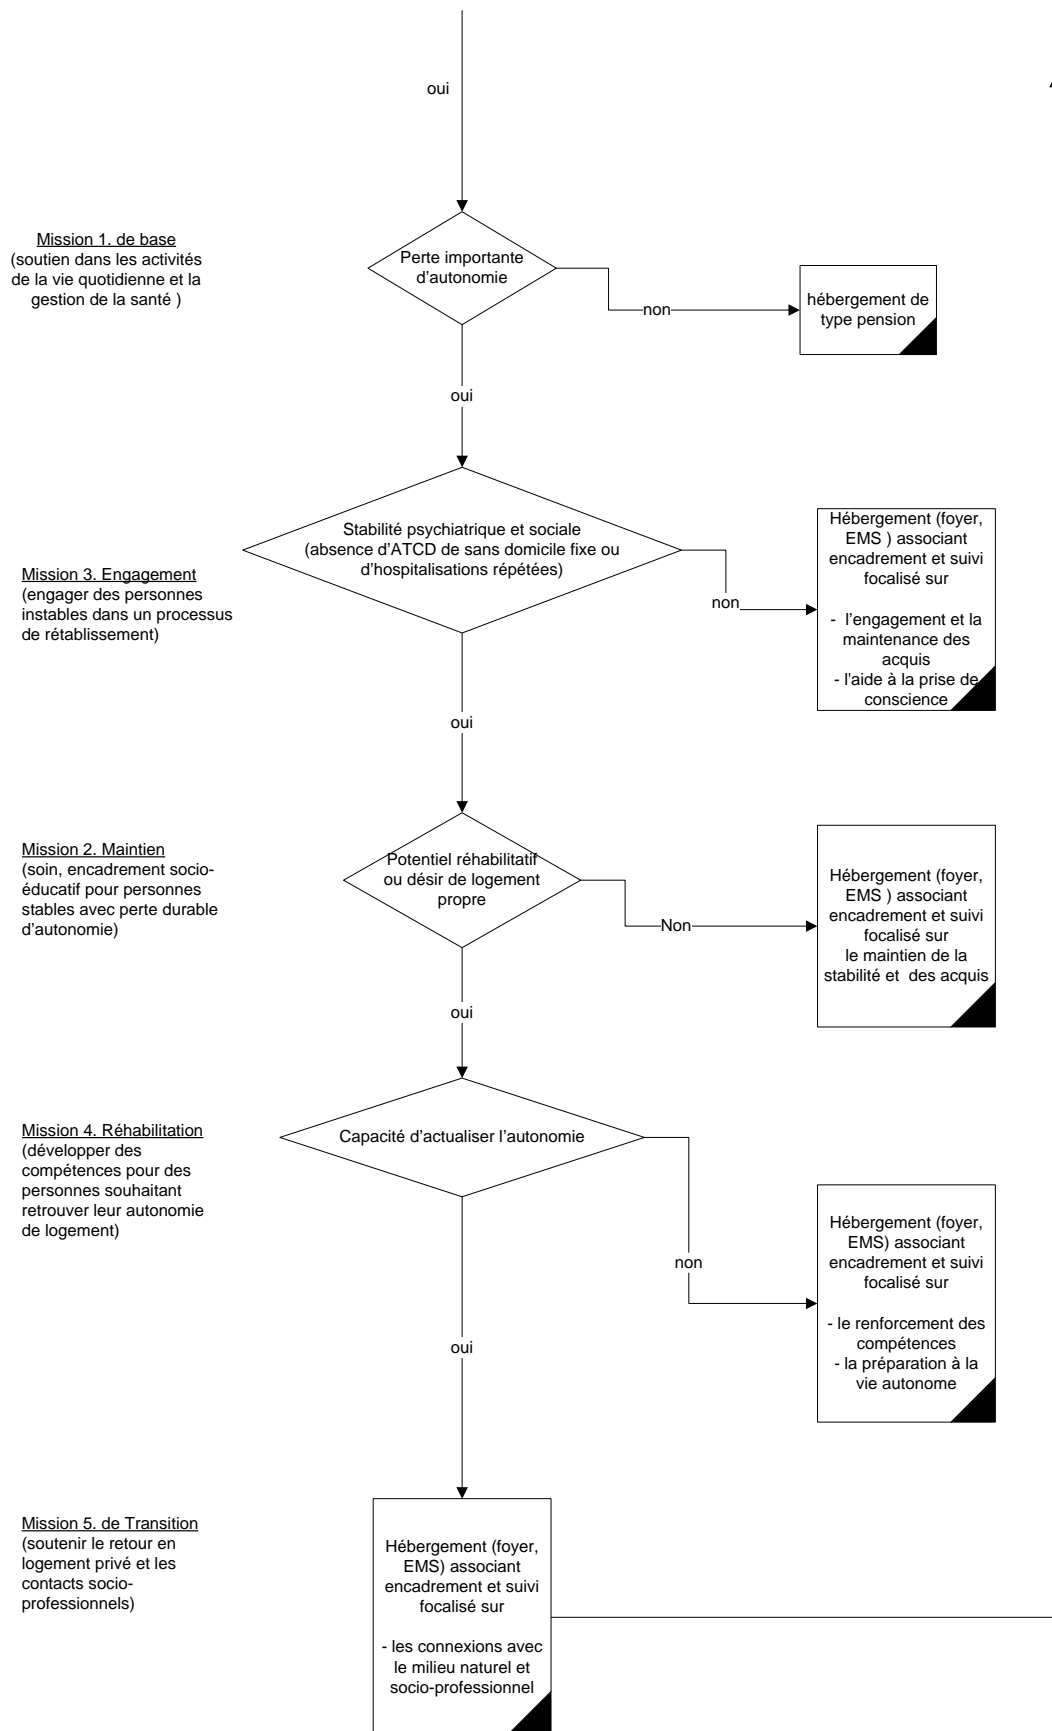 oui
Mission 1. de base
(soutien dans les activités
de la vie quotidienne et la
gestion de la santé )
Perte importante
d'autonomie
non
hébergement de
type pension
oui
Stabilité psychiatrique et sociale
(absence d'ATCD de sans domicile fixe ou
d'hospitalisations répétées)
Mission 3. Engagement
(engager des personnes
instables dans un processus
de rétablissement)
non
Hébergement (foyer,
EMS ) associant
encadrement et suivi
focalisé sur
- l'engagement et la
maintenance des
acquis
- l'aide à la prise de
conscience
oui
Mission 2. Maintien
(soin, encadrement socio-
éducatif pour personnes
stables avec perte durable
d'autonomie)
Potentiel réhabilitatif
ou désir de logement
propre
Non
Hébergement (foyer,
EMS ) associant
encadrement et suivi
focalisé sur
le maintien de la
stabilité et des acquis
oui
Mission 4. Réhabilitation
(développer des
compétences pour des
personnes souhaitant
retrouver leur autonomie
de logement)
Capacité d'actualiser l'autonomie
non
Hébergement (foyer,
EMS) associant
encadrement et suivi
focalisé sur
- le renforcement des
compétences
- la préparation à la
vie autonome
oui
Mission 5. de Transition
(soutenir le retour en
logement privé et les
contacts socio-
professionnels)
Hébergement (foyer,
EMS) associant
encadrement et suivi
focalisé sur
- les connexions avec
le milieu naturel et
socio-professionnel